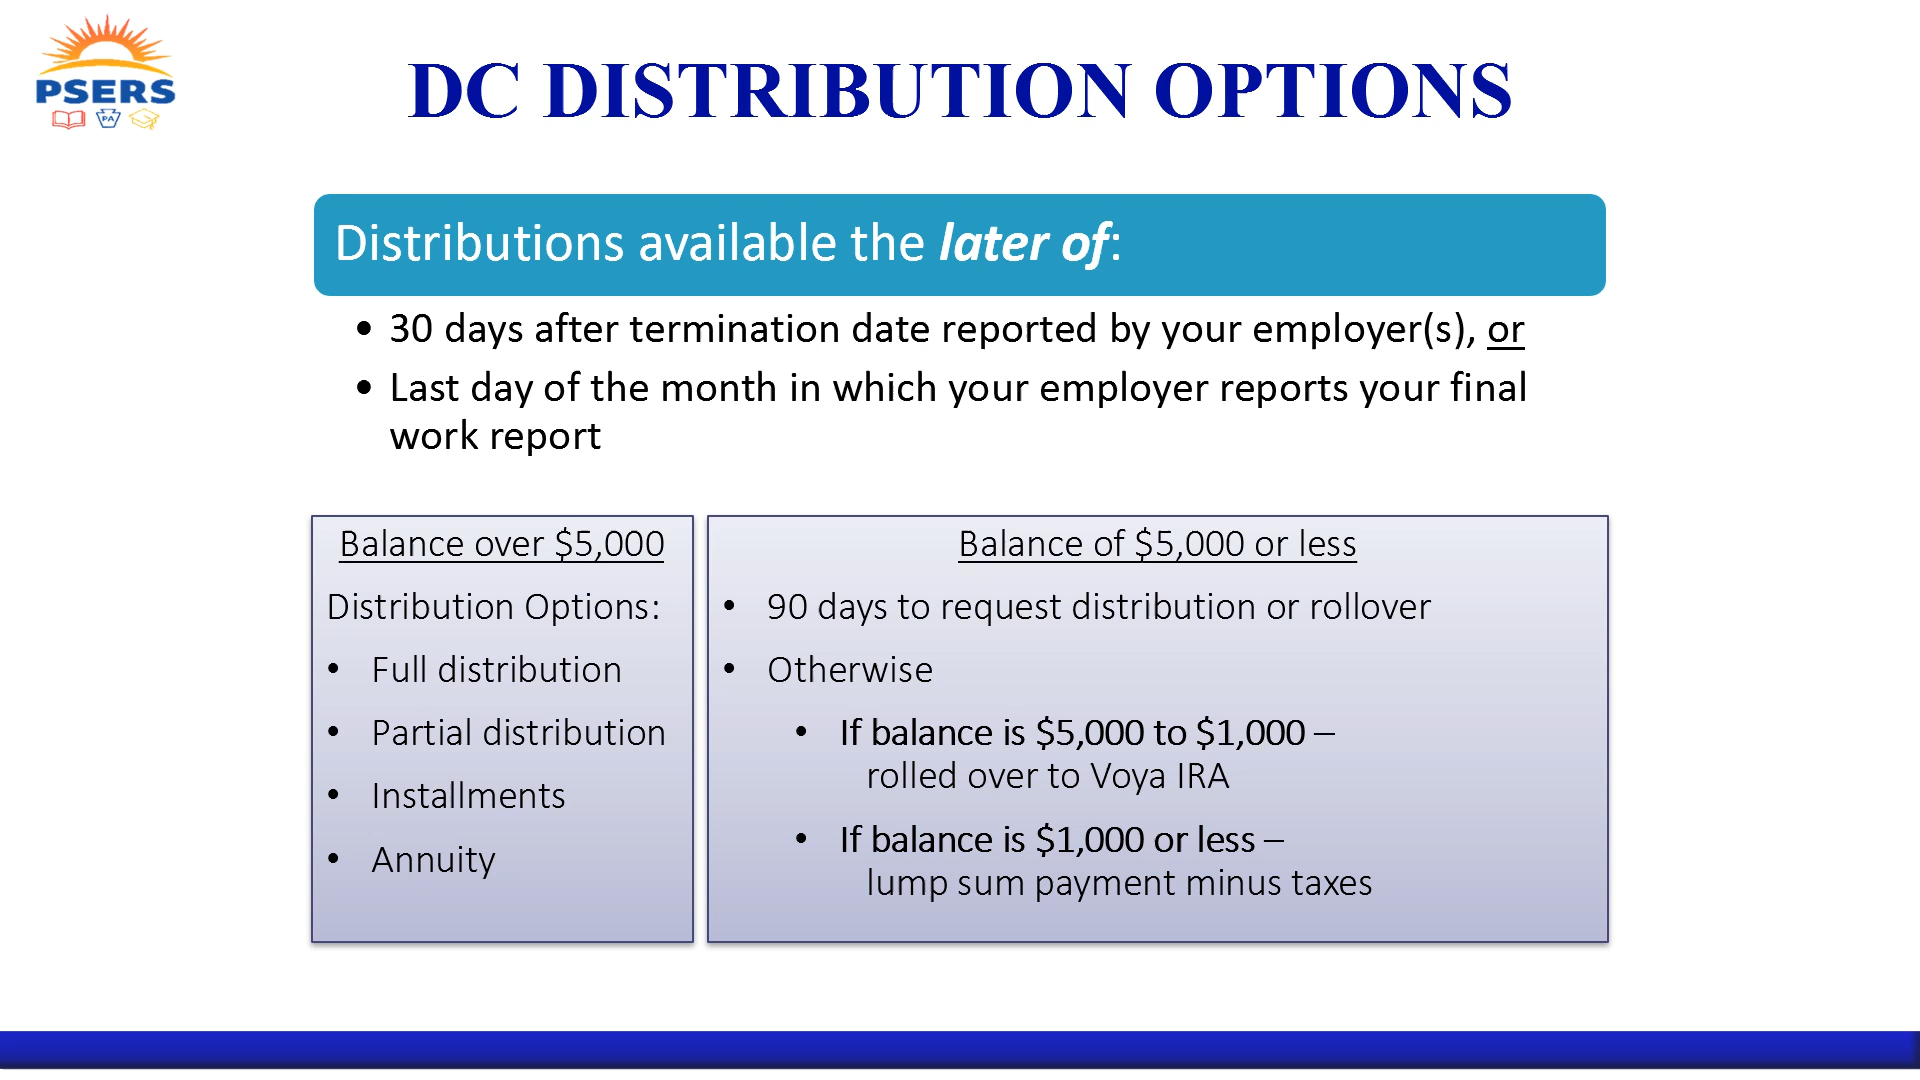 PSERS
PA
DC DISTRIBUTION OPTIONS
Distributions available the later of:
• 30 days after termination date reported by your employer(s), or
• Last day of the month in which your employer reports your final
work report
Balance over $5,000
Distribution Options:
• Full distribution
• Partial distribution
• Installments
• Annuity
Balance of $5,000 or less
• 90 days to request distribution or rollover
• Otherwise
• If balance is $5,000 to $1,000 –
rolled over to Voya IRA
• If balance is $1,000 or less –
lump sum payment minus taxes